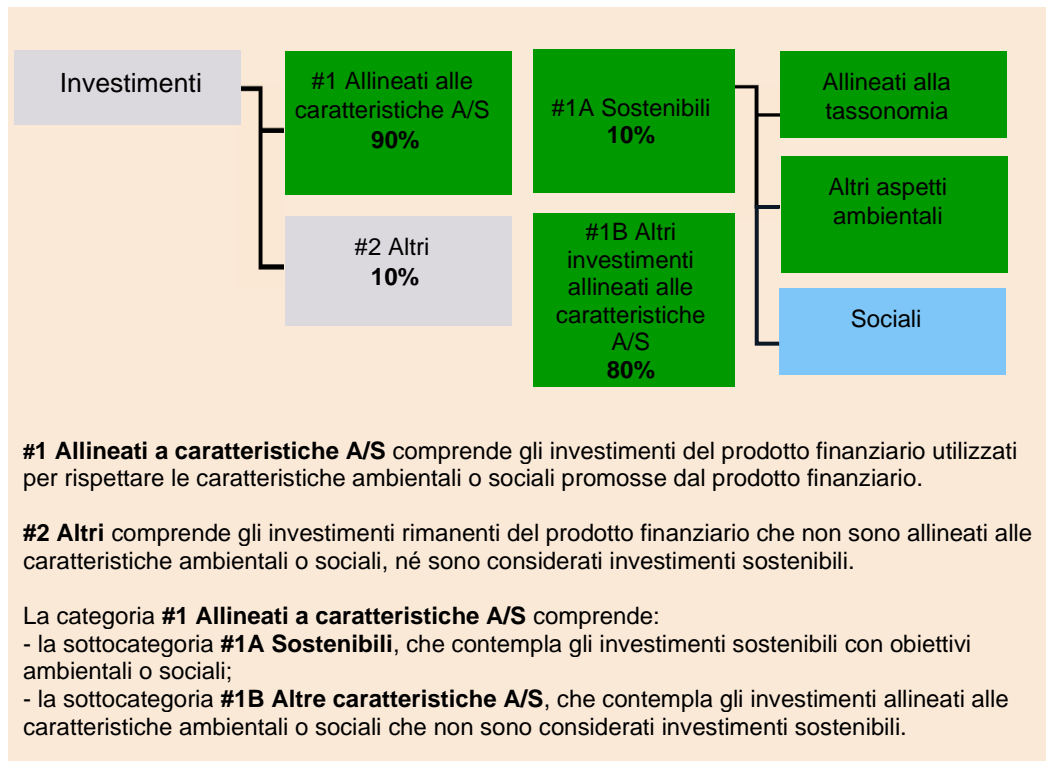 Investimenti
#1 Allineati alle
caratteristiche A/S
90%
#2 Altri
10%
#1A Sostenibili
10%
#1B Altri
investimenti
allineati alle
caratteristiche
A/S
80%
Allineati alla
tassonomia
Altri aspetti
ambientali
Sociali
#1 Allineati a caratteristiche A/S comprende gli investimenti del prodotto finanziario utilizzati
per rispettare le caratteristiche ambientali o sociali promosse dal prodotto finanziario.
#2 Altri comprende gli investimenti rimanenti del prodotto finanziario che non sono allineati alle
caratteristiche ambientali o sociali, né sono considerati investimenti sostenibili.
La categoria #1 Allineati a caratteristiche A/S comprende:
- la sottocategoria #1A Sostenibili, che contempla gli investimenti sostenibili con obiettivi
ambientali o sociali;
- la sottocategoria #1B Altre caratteristiche A/S, che contempla gli investimenti allineati alle
caratteristiche ambientali o sociali che non sono considerati investimenti sostenibili.